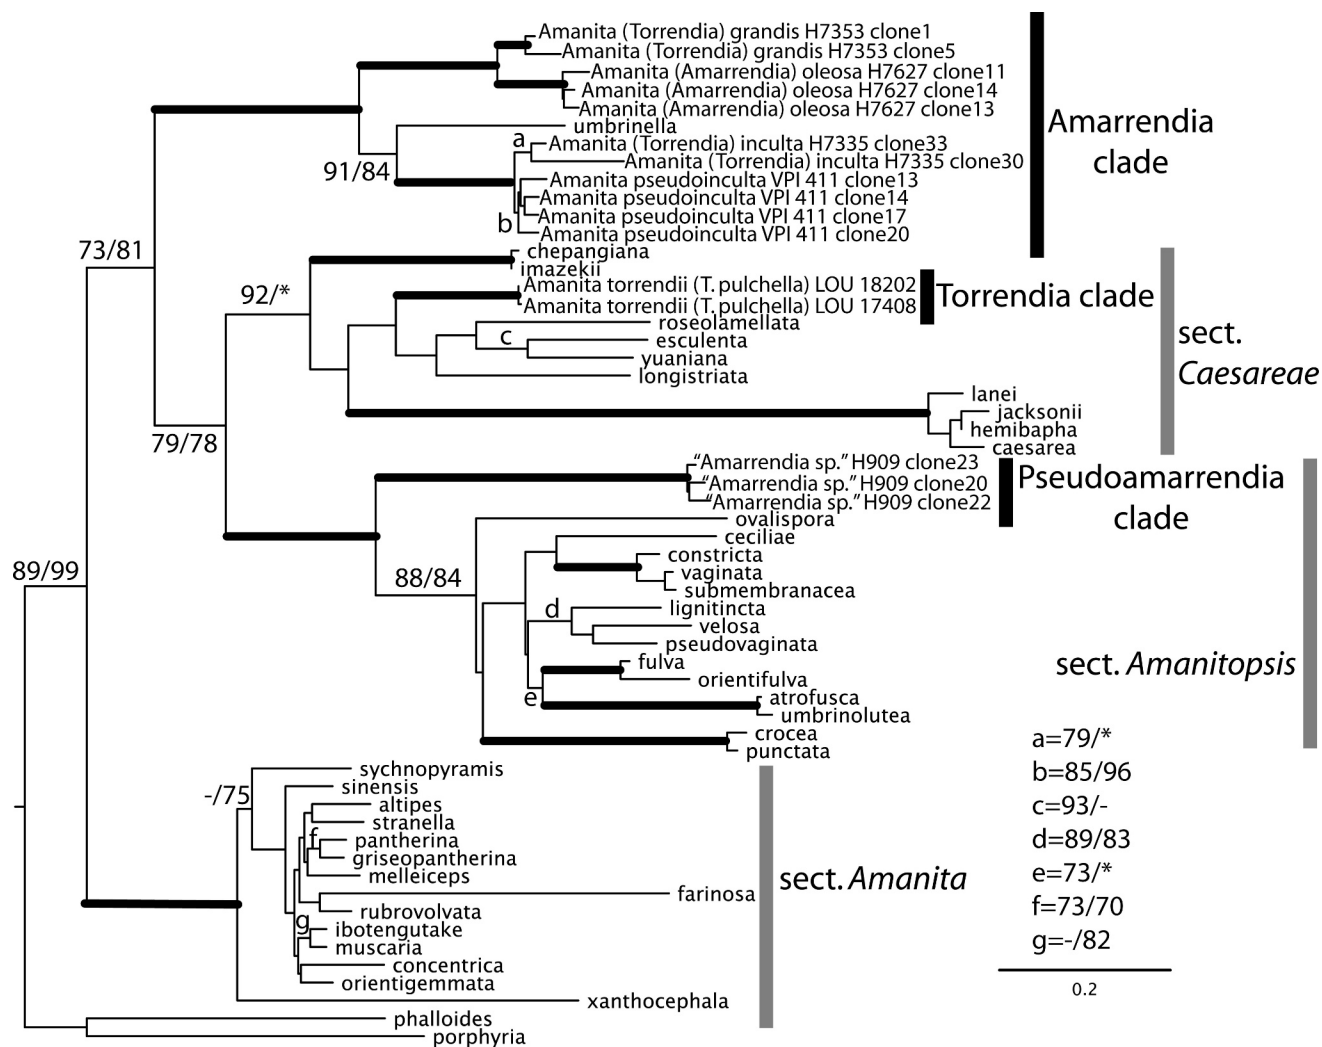 Amanita (Torrendia) grandis H7353 clone1
Amanita (Torrendia) grandis H7353 clone5
Amanita (Amarrendia) oleosa H7627 clone11
Amanita (Amarrendia) oleosa H7627 clone14
Amanita (Amarrendia) oleosa H7627 clone13
umbrinella
a
Amanita (Torrendia) inculta H7335 clone33
Amanita (Torrendia) inculta H7335 clone30
91/84
Amanita pseudoinculta VPI 411 clone13
Amanita pseudoinculta VPI 411 clone14
Amanita pseudoinculta VPI 411 clone17
b
Amanita pseudoinculta VPI 411 clone20
Amarrendia
clade
73/81
chepangiana
imazekii
92/*
Amanita torrendii (T. pulchella) LOU 18202
Amanita torrendii (T. pulchella) LOU 17408
Torrendia clade
roseolamellata
c
esculenta
yuaniana
longistriata
sect.
Caesareae
lanei
jacksonii
hemibapha
caesarea
79/78
“Amarrendia sp.” H909 clone23
“Amarrendia sp.” H909 clone20
“Amarrendia sp.” H909 clone22
Pseudoamarrendia
clade
ovalispora
ceciliae
constricta
vaginata
submembranacea
89/99
88/84
d
lignitincta
velosa
pseudovaginata
fulva
orientifulva
e
atrofusca
umbrinolutea
crocea
punctata
sect. Amanitopsis
sychnopyramis
sinensis
-/75
altipes
stranella
f
pantherina
griseopantherina
melleiceps
farinosa
rubrovolvata
g
ibotengutake
muscaria
concentrica
orientigemmata
xanthocephala
sect. Amanita
phalloides
porphyria
a=79/*
b=85/96
c=93/-
d=89/83
e=73/*
f=73/70
g=-/82
0.2